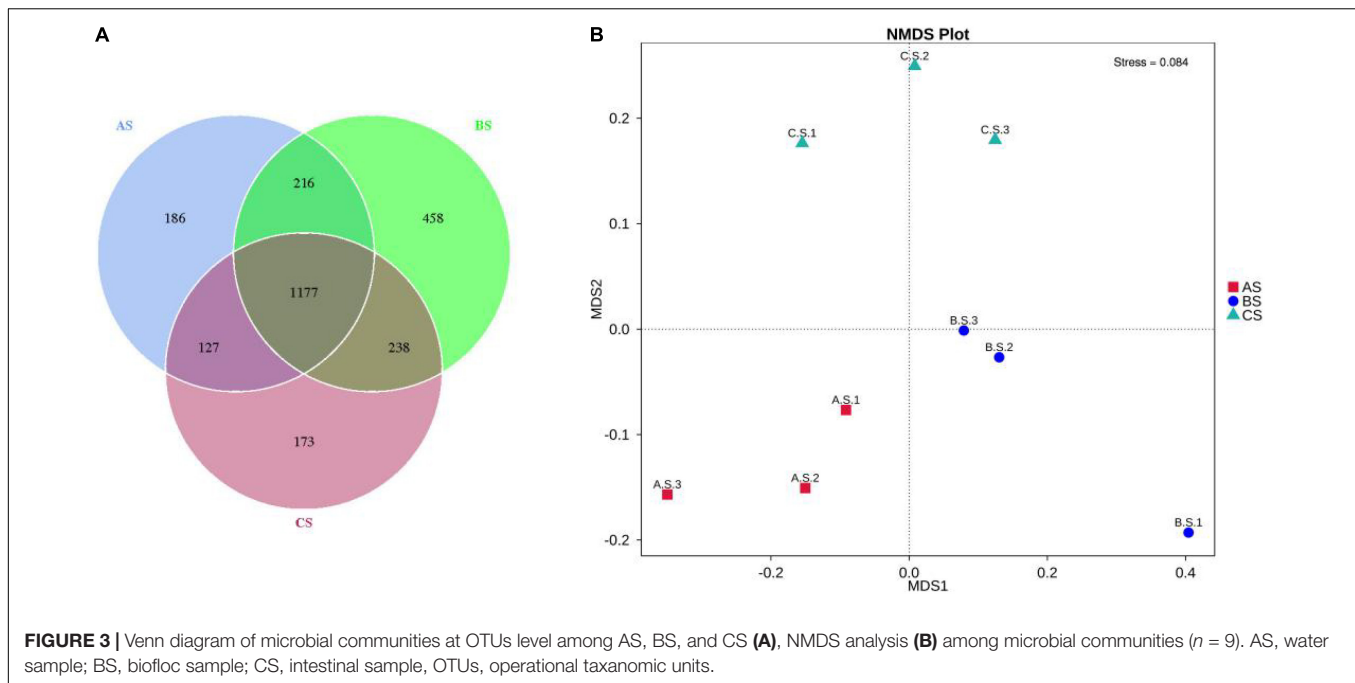 A
AS
BS
216
186
458
1177
127
238
173
CS
B
NMDS Plot
C.S.2
Stress = 0.084
0.2
C.S.1
C.S.3
0.1
AS
BS
CS
MDS2
0.0
B.S.3
B.S.2
A.S.1
-0.1
A.S.3
A.S.2
B.S.1
-0.2
-0.2
0.0
0.2
0.4
MDS1
FIGURE 3 | Venn diagram of microbial communities at OTUs level among AS, BS, and CS (A), NMDS analysis (B) among microbial communities (n = 9). AS, water
sample; BS, biofloc sample; CS, intestinal sample, OTUs, operational taxanomic units.